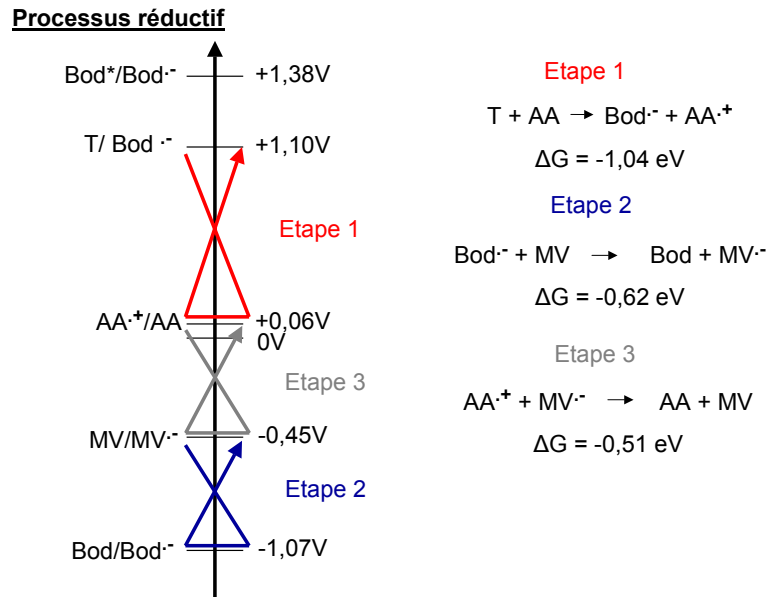 Processus réductif
Bod*/Bod·- +1,38V
T/ Bod ·- +1,10V
Etape 1
AA·+/AA +0,06V
0V
Etape 3
MV/MV·- -0,45V
Etape 2
Bod/Bod·- -1,07V
Etape 1
T + AA → Bod·- + AA·+
ΔG = -1,04 eV
Etape 2
Bod·- + MV → Bod + MV·-
ΔG = -0,62 eV
Etape 3
AA·+ + MV·- → AA + MV
ΔG = -0,51 eV